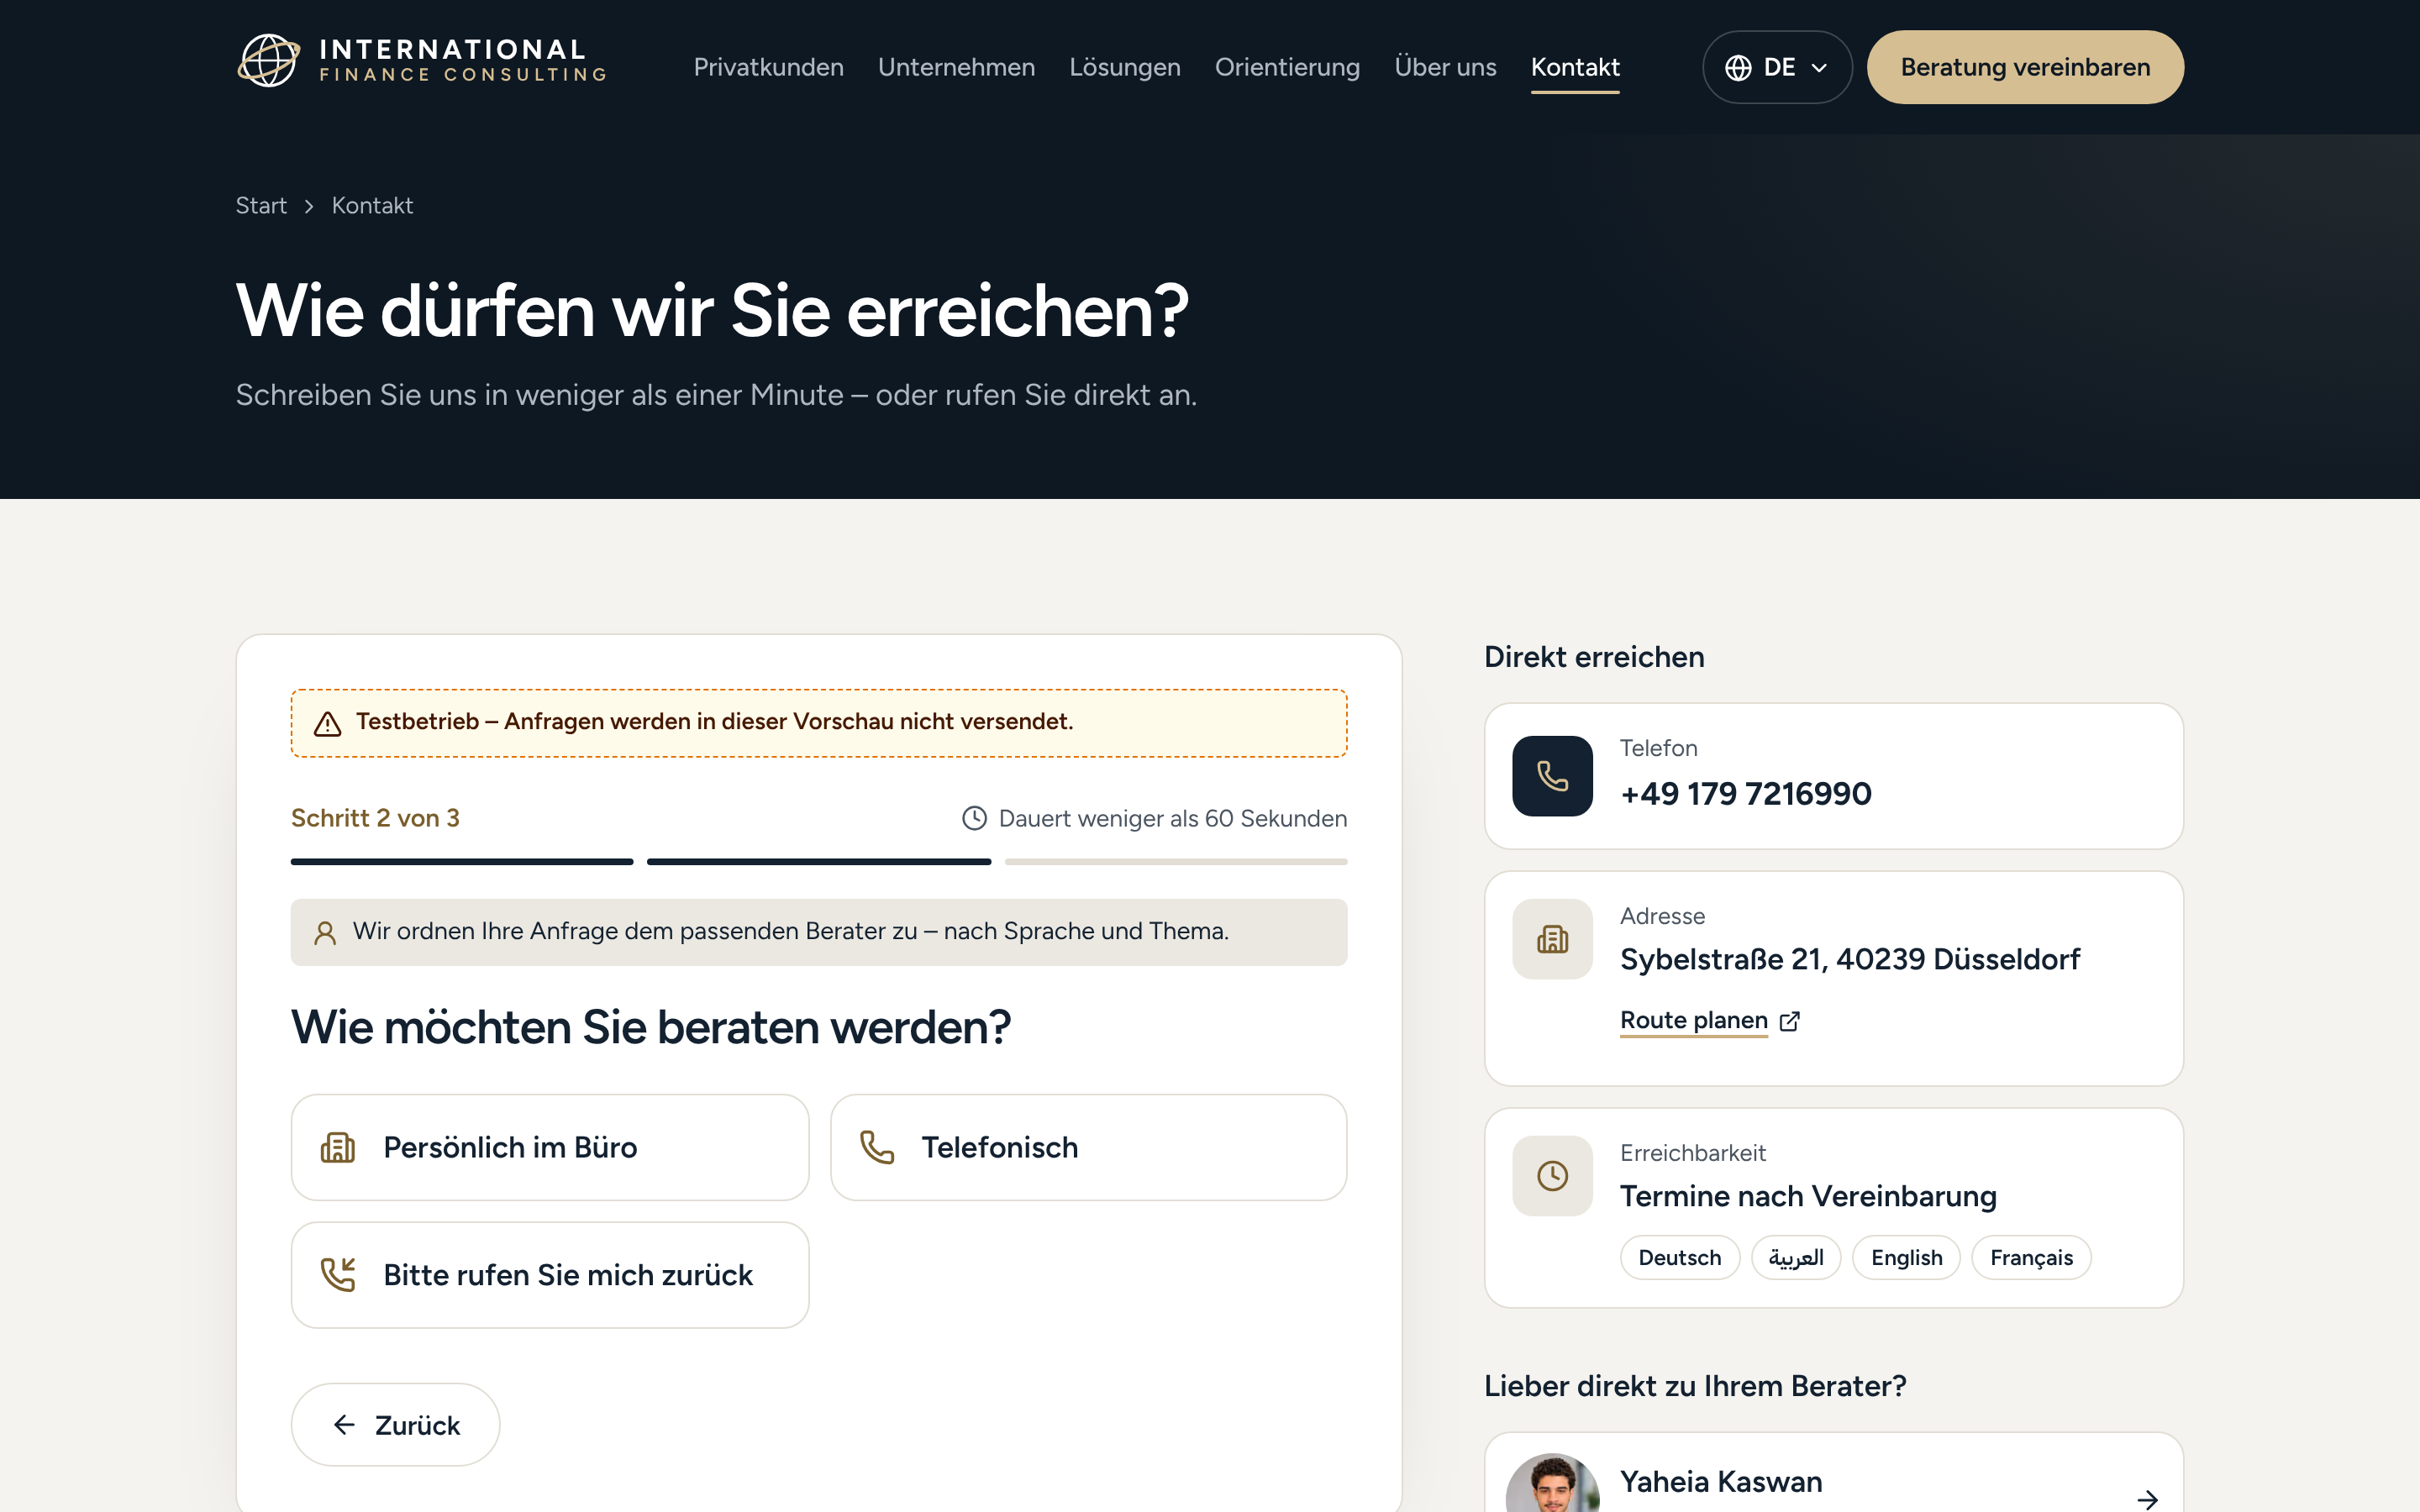 INTERNATIONAL
FINANCE CONSULTING
Privatkunden
Unternehmen
Lösungen
Orientierung
Über uns
Kontakt
DE
Beratung vereinbaren
Start
Kontakt
Wie dürfen wir Sie erreichen?
Schreiben Sie uns in weniger als einer Minute – oder rufen Sie direkt an.
Testbetrieb – Anfragen werden in dieser Vorschau nicht versendet.
Schritt 2 von 3
Dauert weniger als 60 Sekunden
Wir ordnen Ihre Anfrage dem passenden Berater zu – nach Sprache und Thema.
Wie möchten Sie beraten werden?
Persönlich im Büro
Telefonisch
Bitte rufen Sie mich zurück
Zurück
Direkt erreichen
Telefon
+49 179 7216990
Adresse
Sybelstraße 21, 40239 Düsseldorf
Route planen
Erreichbarkeit
Termine nach Vereinbarung
Deutsch
العربية
English
Français
Lieber direkt zu Ihrem Berater?
Yaheia Kaswan